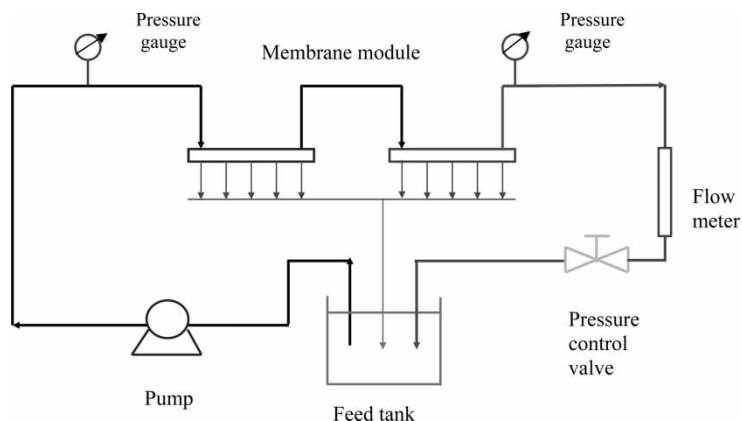 Pressure
gauge
Pressure
gauge
Membrane module
Flow
meter
Pressure
control
valve
Pump
Feed tank